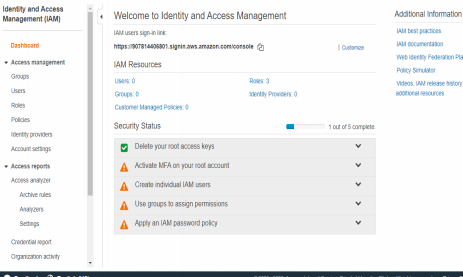 Identity and Access
Management (IAM)
Dashboard
Access management
Groups
Users
Roles
Policies
Identity providers
Account settings
Access reports
Access analyzer
Archive rules
Analyzers
Settings
Credential report
Organization activity
Welcome to Identity and Access Management
IAM users sign-in link:
https://907814406801.signin.aws.amazon.com/console
| Customize
IAM Resources
Users: 0
Roles: 3
Groups: 0
Identity Providers: 0
Customer Managed Policies: 0
Security Status
1 out of 5 complete.
Delete your root access keys
Activate MFA on your root account
Create individual IAM users
Use groups to assign permissions
Apply an IAM password policy
Additional Information
IAM best practices
IAM documentation
Web Identity Federation Pla
Policy Simulator
Videos, IAM release history
additional resources